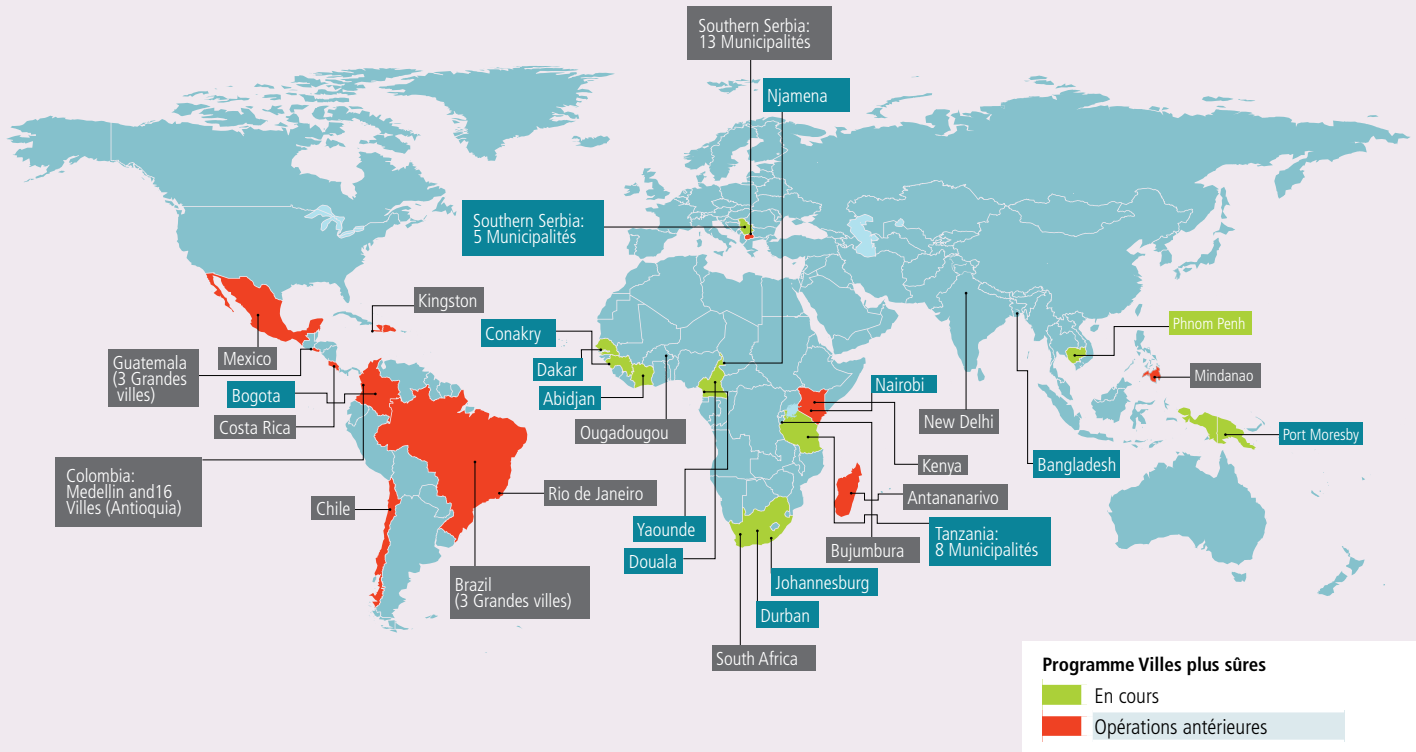 Southern Serbia:
13 Municipalités
Njamena
Southern Serbia:
5 Municipalités
Kingston
Conakry
Phnom Penh
Guatemala
(3 Grandes
villes)
Mexico
Dakar
Nairobi
Mindanao
Bogota
Abidjan
Costa Rica
Ougadougou
New Delhi
Port Moresby
Kenya
Bangladesh
Colombia:
Medellin and16
Villes (Antioquia)
Rio de Janeiro
Antananarivo
Chile
Yaounde
Tanzania:
8 Municipalités
Bujumbura
Douala
Johannesburg
Brazil
(3 Grandes villes)
Durban
South Africa
Programme Villes plus sûres
En cours
Opérations antérieures